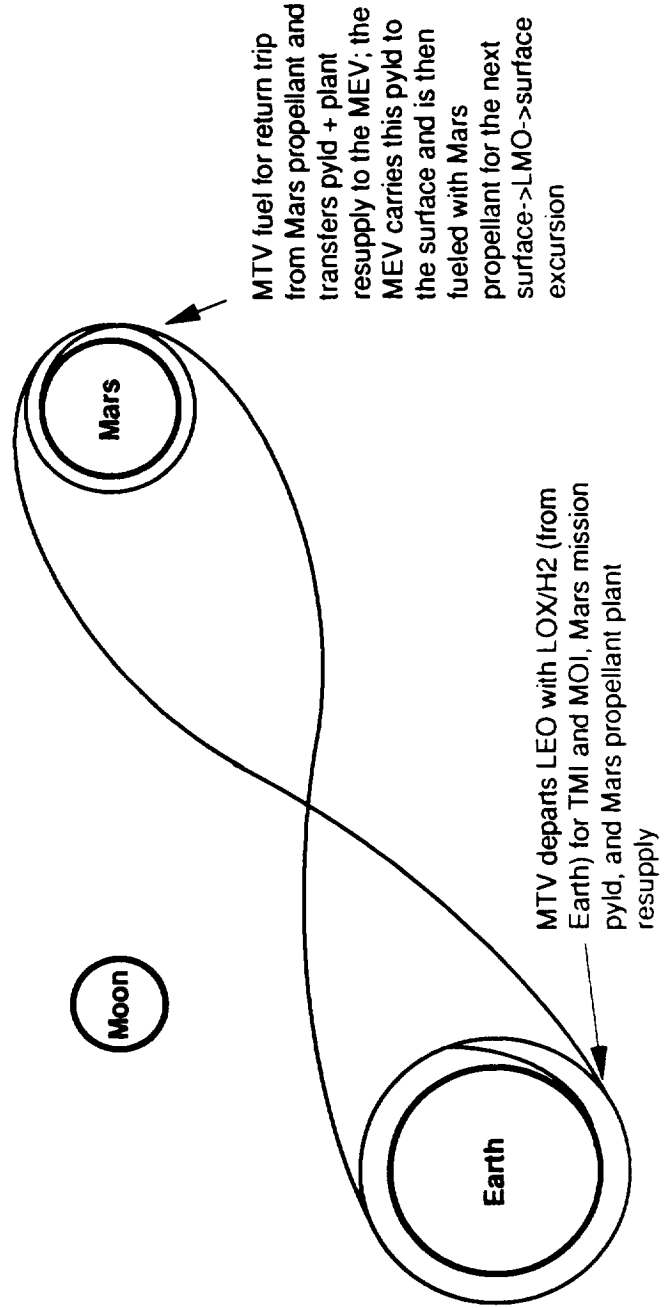 Moon
Mars
MTV fuel for return trip
from Mars propellant and
transfers pyld + plant
resupply to the MEV; the
MEV carries this pyld to
the surface and is then
fueled with Mars
propellant for the next
surface->LMO->surface
excursion
Earth
MTV departs LEO with LOX/H2 (from
Earth) for TMI and MOI, Mars mission
pyld, and Mars propellant plant
resupply